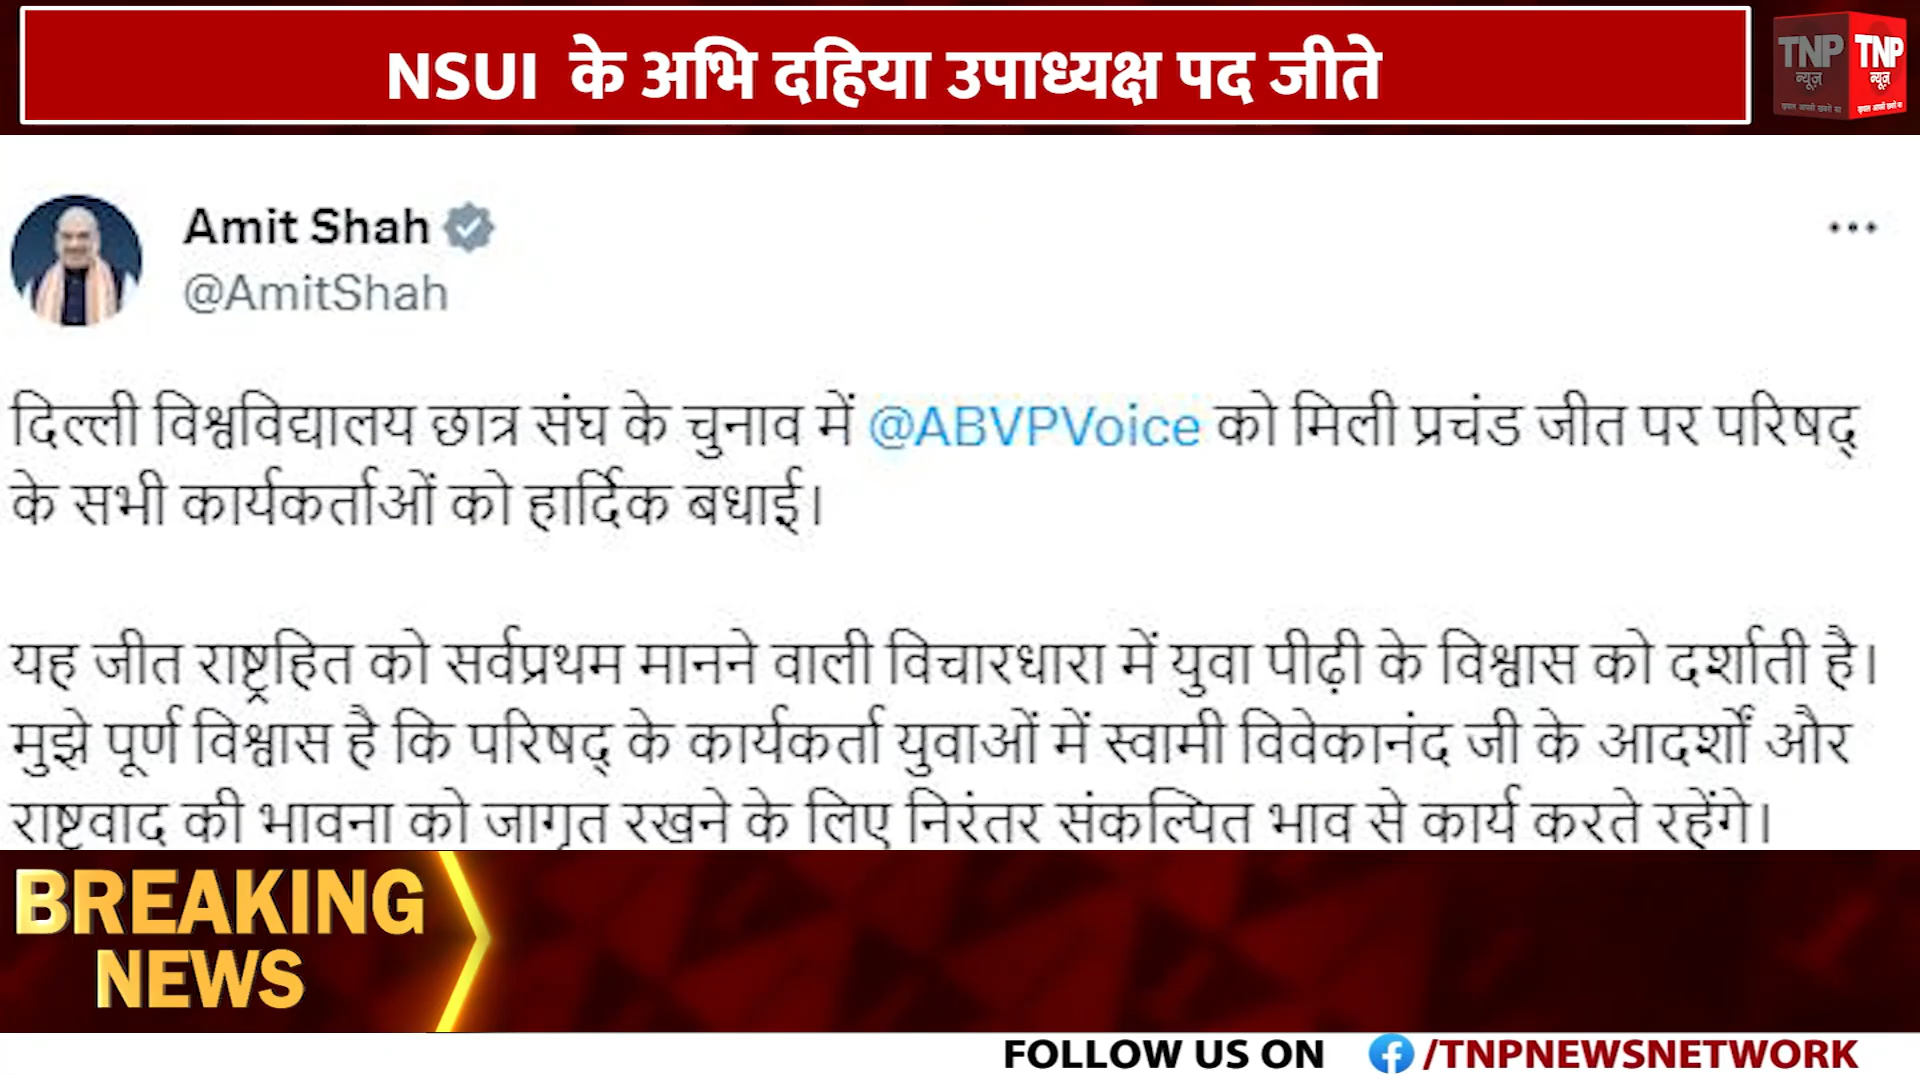 NSUI के अभि दहिया उपाध्यक्ष पद जीते
TNP TNP
न्यूज़ न्यूज़
Amit Shah
@AmitShah
दिल्ली विश्वविद्यालय छात्र संघ के चुनाव में @ABVPVoice को मिली प्रचंड जीत पर परिषद्
के सभी कार्यकर्ताओं को हार्दिक बधाई।
यह जीत राष्ट्रहित को सर्वप्रथम मानने वाली विचारधारा में युवा पीढ़ी के विश्वास को दर्शाती है।
मुझे पूर्ण विश्वास है कि परिषद् के कार्यकर्ता युवाओं में स्वामी विवेकानंद जी के आदर्शों और
राष्ट्रवाद की भावना को जागृत रखने के लिए निरंतर संकल्पित भाव से कार्य करते रहेंगे।
BREAKING
NEWS
FOLLOW US ON /TNPNEWSNETWORK